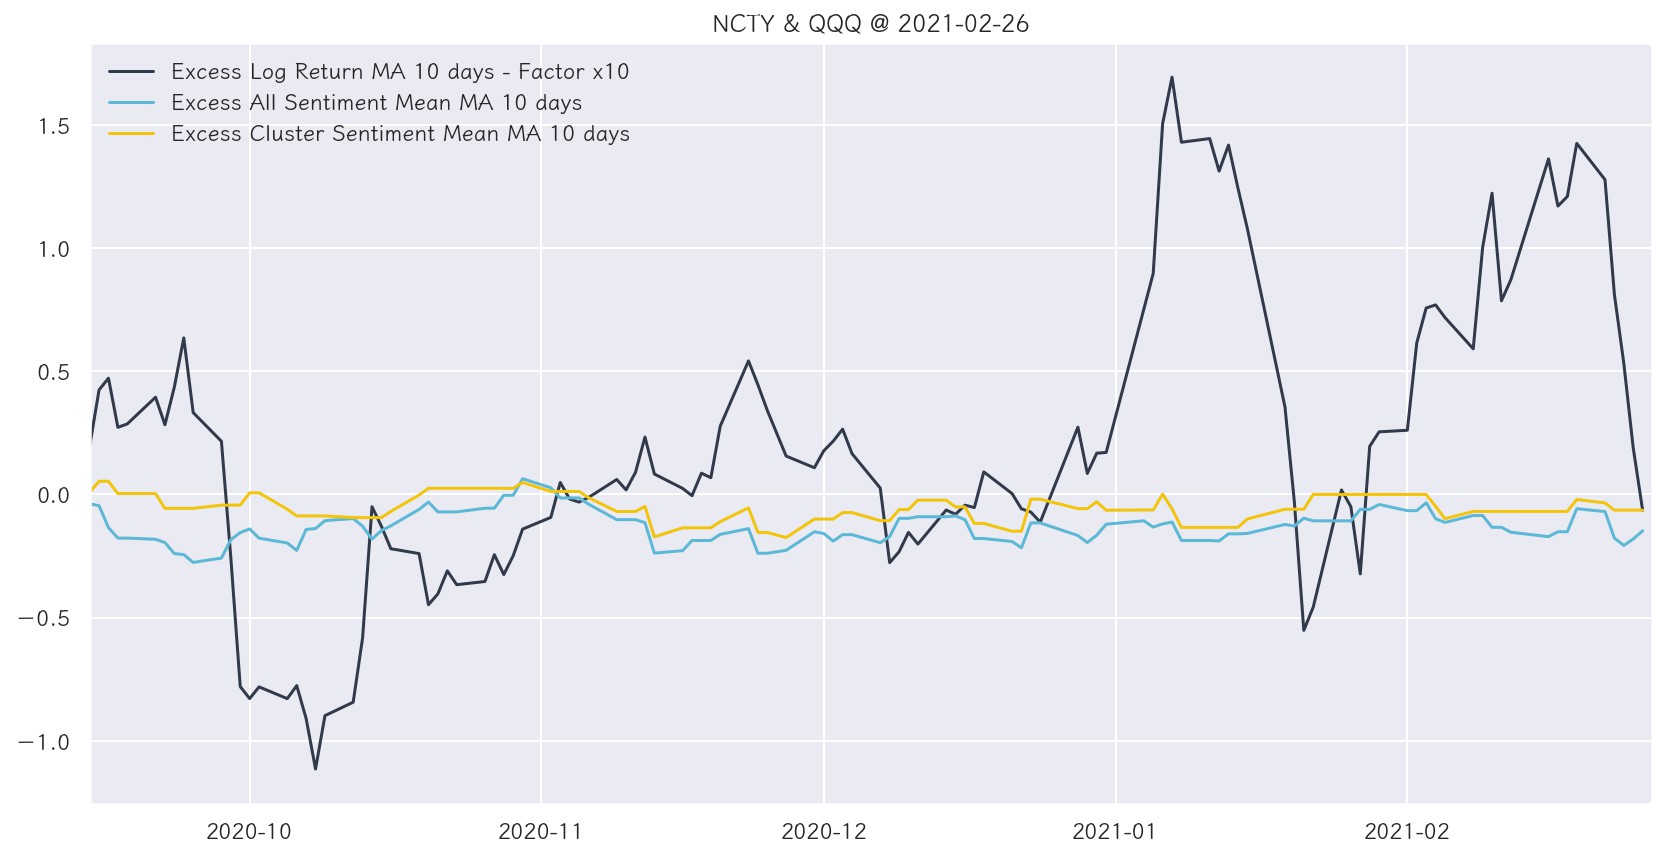 NCTY & QQQ @ 2021-02-26
Excess Log Return MA 10 days - Factor x10
Excess All Sentiment Mean MA 10 days
Excess Cluster Sentiment Mean MA 10 days
1.5
1.0
0.5
0.0
−0.5
−1.0
2020-10 2020-11 2020-12 2021-01 2021-02